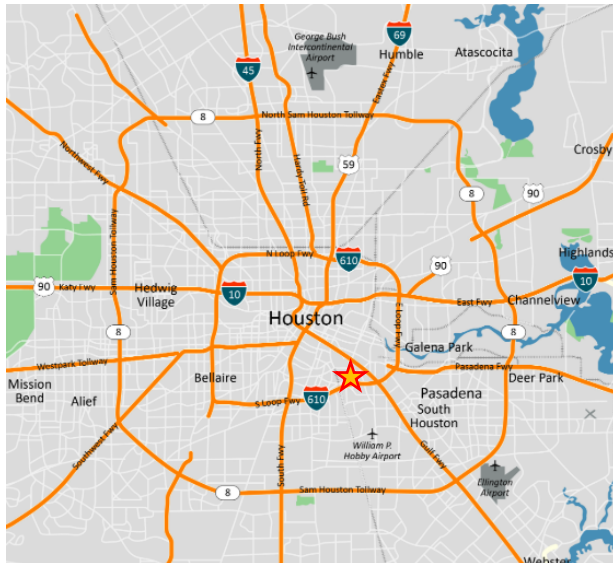 George Bush
Intercontinental
Airport
69
Humble
Atascocita
45
Eastex Fwy
North Fwy
Hardy Toll Rd
8
North Sam Houston Tollway
Northwest Fwy
59
Crosby
90
8
Sam Houston Tollway
N Loop Fwy
610
90
Highlands
90
Katy Fwy
Hedwig
Village
10
East Fwy
Channelview
10
Houston
E Loop Fwy
8
8
Galena Park
Westpark Tollway
Pasadena Fwy
Deer Park
Mission
Bend
Alief
Bellaire
S Loop Fwy
610
Pasadena
South
Houston
Southwest Fwy
South Fwy
William P.
Hobby Airport
Gulf Fwy
Ellington
Airport
8
Sam Houston Tollway
Webster